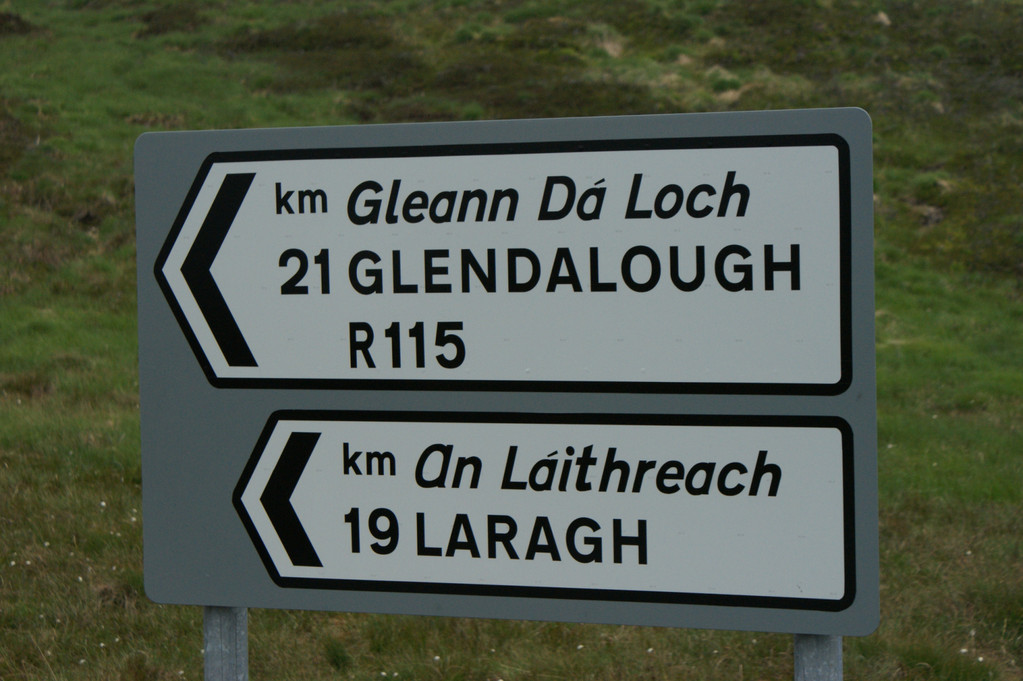 km Gleann Dá Loch
21 GLENDALOUGH
R115
km An Láithreach
19 LARAGH